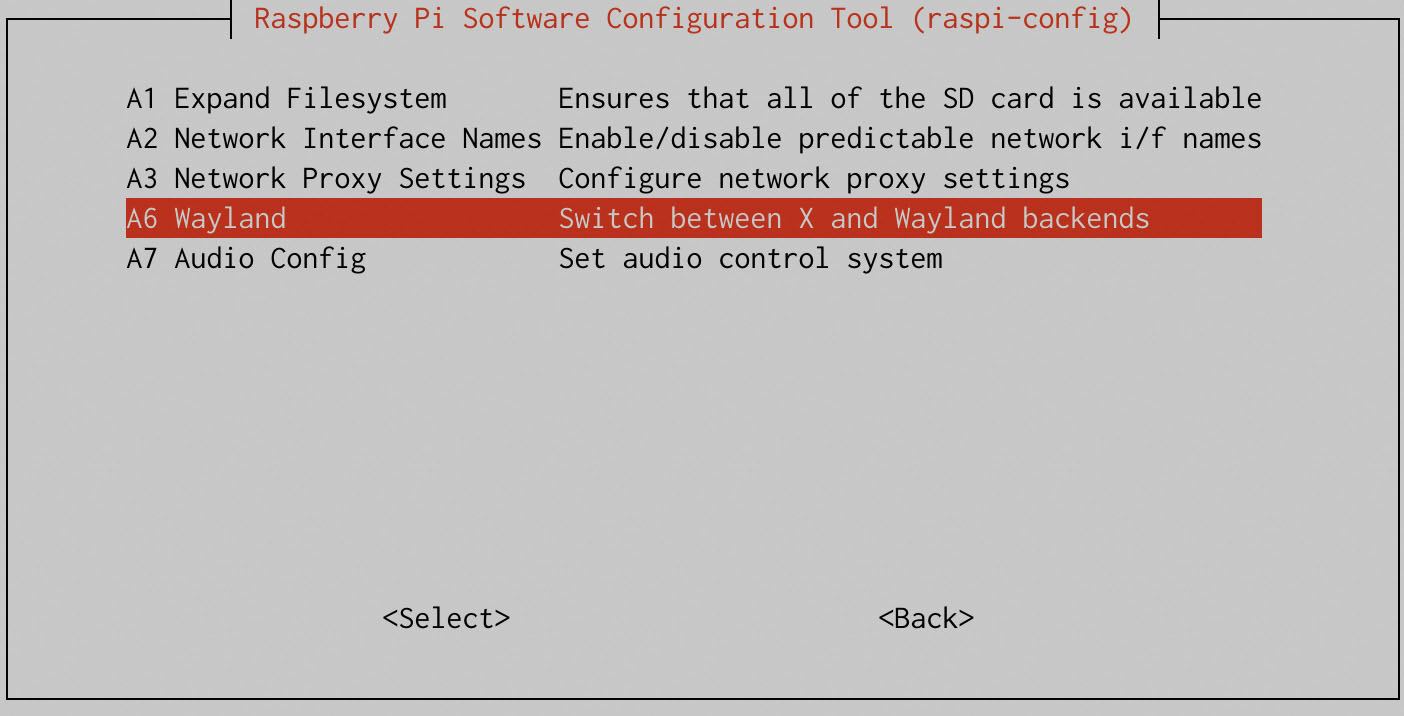 Raspberry Pi Software Configuration Tool (raspi-config)
A1 Expand Filesystem Ensures that all of the SD card is available
A2 Network Interface Names Enable/disable predictable network i/f names
A3 Network Proxy Settings Configure network proxy settings
A6 Wayland Switch between X and Wayland backends
A7 Audio Config Set audio control system
<Select> <Back>